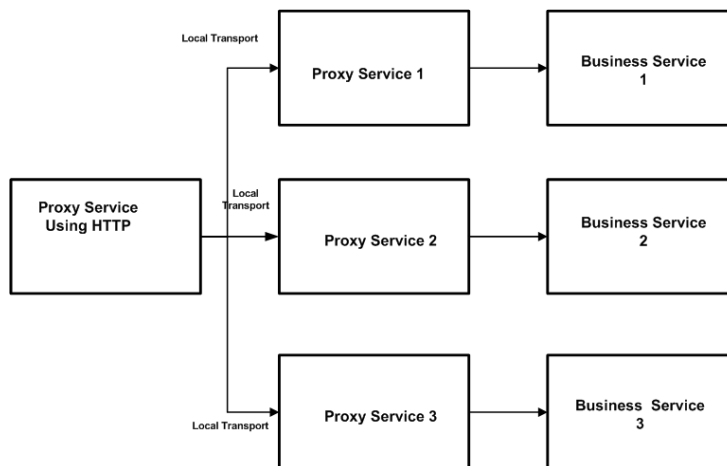 Local Transport
Proxy Service 1
Business Service
1
Proxy Service
Using HTTP
Local
Transport
Proxy Service 2
Business Service
2
Local Transport
Proxy Service 3
Business Service
3